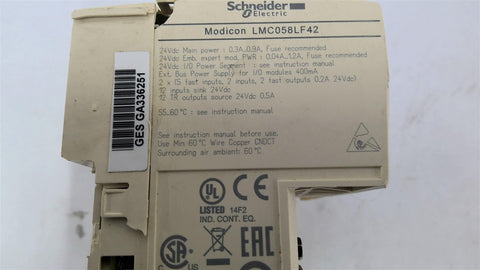 Schneider
Electric
Modicon LMC058LF42
24Vdc Main power : 0.3A..0.9A, Fuse recommended
24Vdc Emb. expert mod. PWR : 0.04A..1.2A, Fuse recommended
24Vdc I/O Power Segment : see instruction manual
Ext. Bus Power Supply for I/O modules 400mA
2 x (5 fast inputs, 2 inputs, 2 fast outputs 0.2A 24Vdc)
12 inputs sink 24Vdc
12 TR outputs source 24Vdc 0.5A
55..60°C : see instruction manual
See instruction manual before use.
Use Min 60°C Wire Copper CNDCT
Surrounding air ambient: 60°C
GES GA336251
UL
LISTED 14F2
IND. CONT. EQ.
SA
EAC